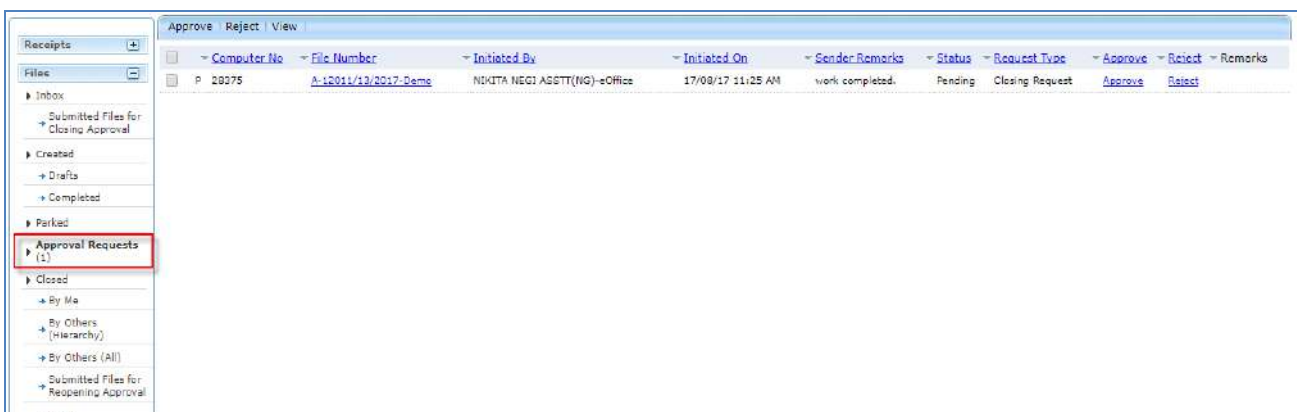 Approve Reject View
Receipts
Files
Inbox
Submitted Files for
Closing Approval
Created
Drafts
Completed
Parked
Approval Requests
(1)
Closed
By Me
By Others
(Hierarchy)
By Others (All)
Submitted Files for
Reopening Approval
Computer No File Number Initiated By Initiated On Sender Remarks Status Request Type Approve Reject Remarks
P 28375 A-12011/13/2017-Demo NIKITA NEGI ASSTT(NG)-eOffice 17/08/17 11:25 AM work completed. Pending Closing Request Approve Reject